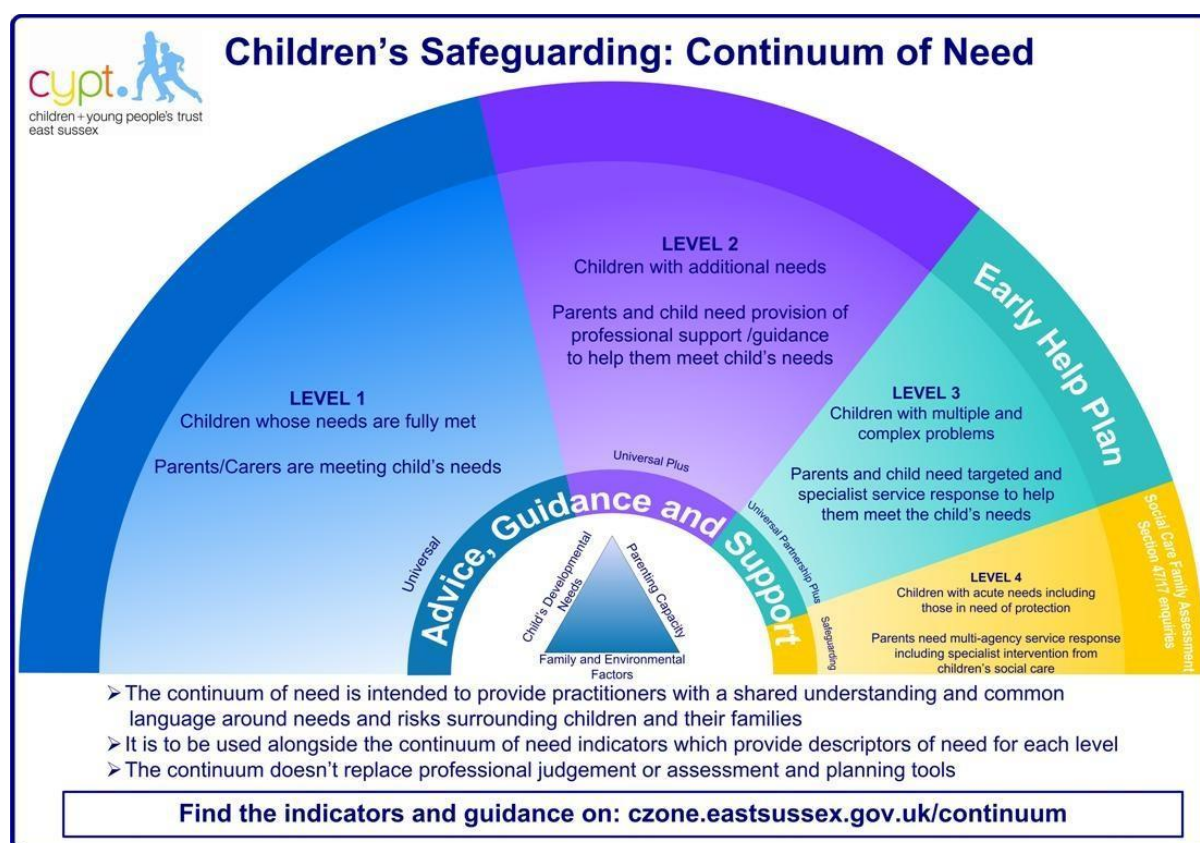 Children's Safeguarding: Continuum of Need
cypt.
children + young people's trust
east sussex
LEVEL 1
Children whose needs are fully met
Parents/Carers are meeting child's needs
LEVEL 2
Children with additional needs
Parents and child need provision of
professional support /guidance
to help them meet child's needs
LEVEL 3
Children with multiple and
complex problems
Parents and child need targeted and
specialist service response to help
them meet the child's needs
Early Help Plan
LEVEL 4
Children with acute needs including
those in need of protection
Parents need multi-agency service response
including specialist intervention from
children's social care
Social Care Family Assessment
Section 47/17 enquiries
Universal
Universal Plus
Universal Partnership Plus
Safeguarding
Advice, Guidance and Support
Child's Developmental
Needs
Parenting Capacity
Family and Environmental
Factors
➢ The continuum of need is intended to provide practitioners with a shared understanding and common
language around needs and risks surrounding children and their families
➢ It is to be used alongside the continuum of need indicators which provide descriptors of need for each level
➢ The continuum doesn't replace professional judgement or assessment and planning tools
Find the indicators and guidance on: czone.eastsussex.gov.uk/continuum